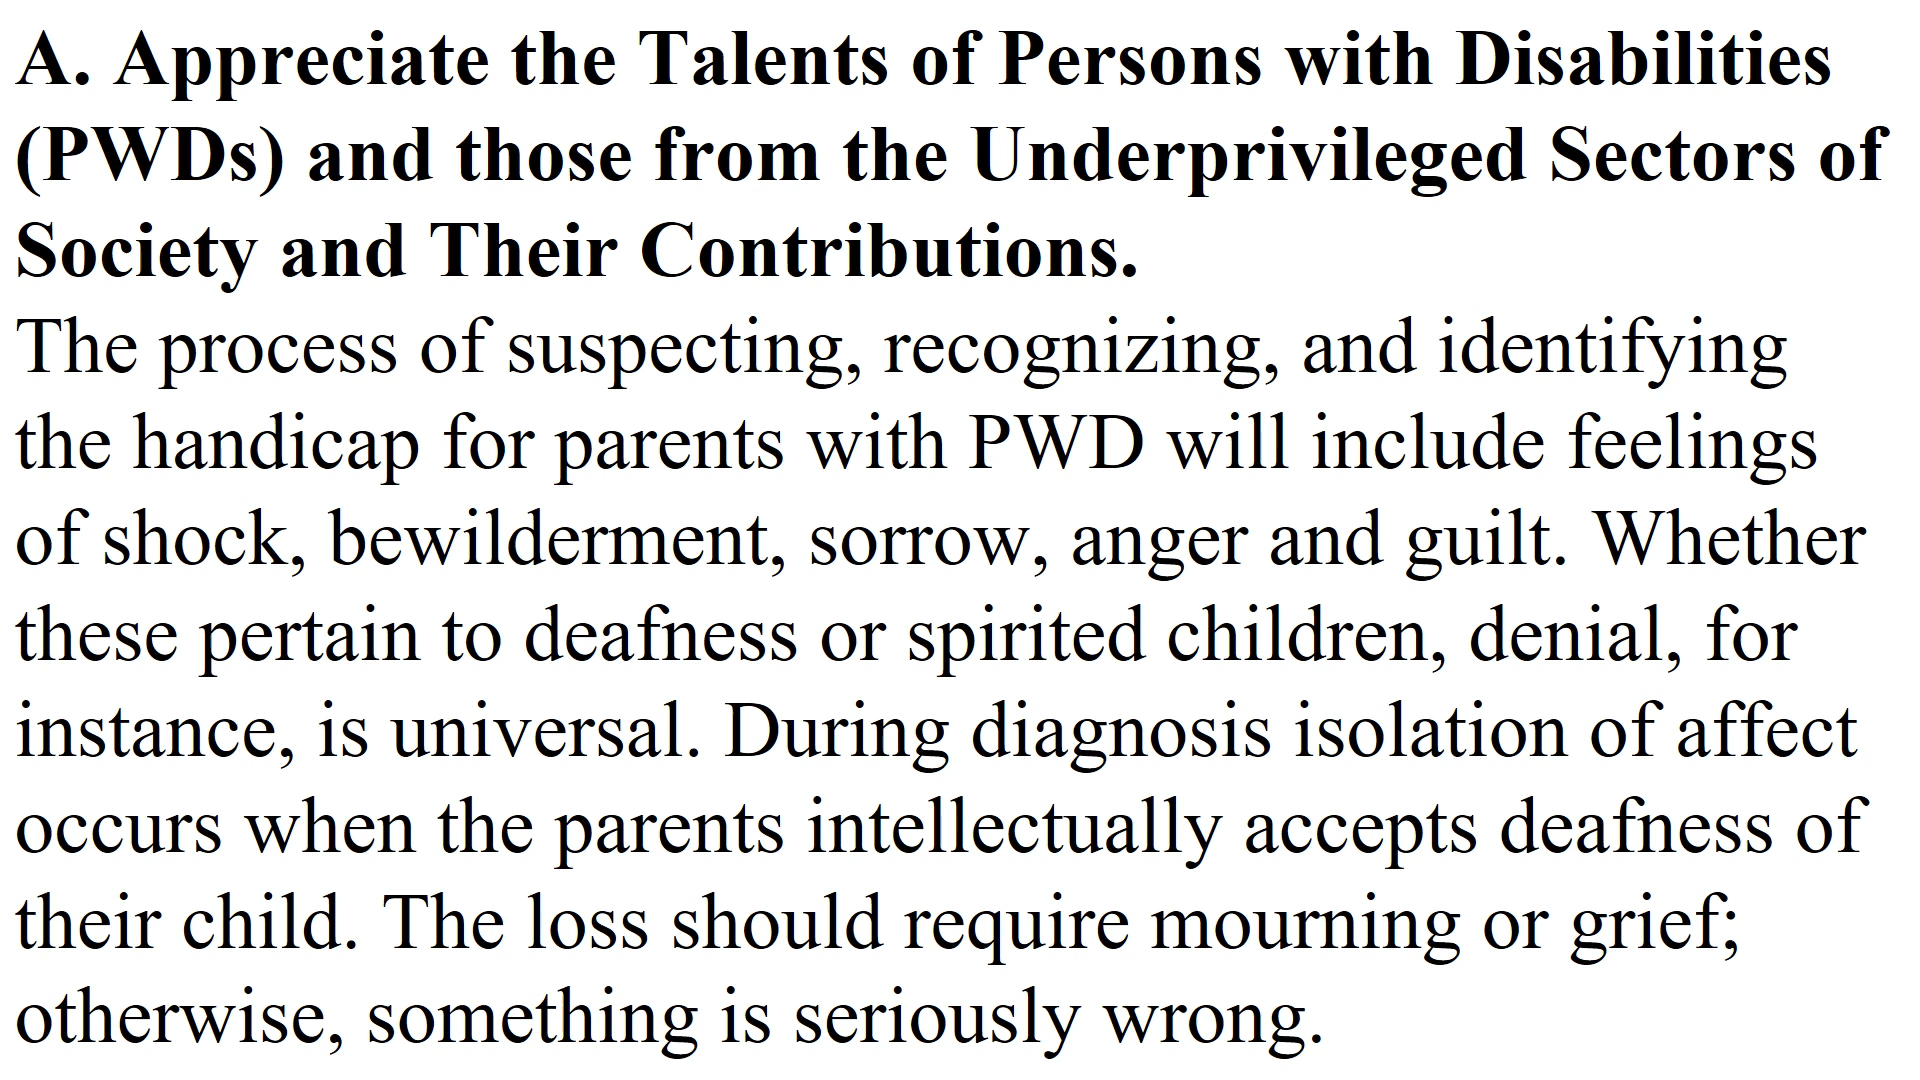 A. Appreciate the Talents of Persons with Disabilities
(PWDs) and those from the Underprivileged Sectors of
Society and Their Contributions.
The process of suspecting, recognizing, and identifying
the handicap for parents with PWD will include feelings
of shock, bewilderment, sorrow, anger and guilt. Whether
these pertain to deafness or spirited children, denial, for
instance, is universal. During diagnosis isolation of affect
occurs when the parents intellectually accepts deafness of
their child. The loss should require mourning or grief;
otherwise, something is seriously wrong.